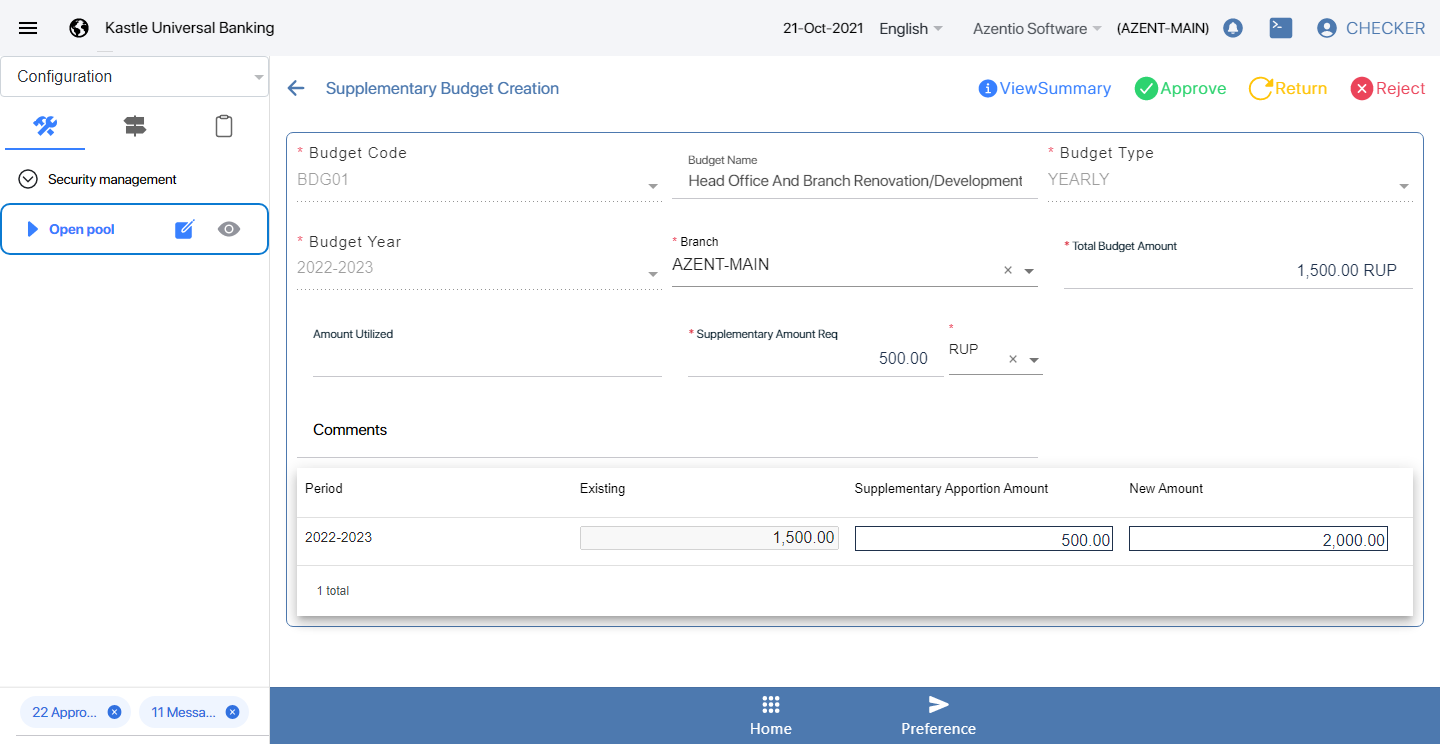 Kastle Universal Banking
21-Oct-2021 English Azentio Software (AZENT-MAIN) CHECKER
Configuration
Security management
Open pool
Supplementary Budget Creation
ViewSummary Approve Return Reject
* Budget Code
BDG01
Budget Name
Head Office And Branch Renovation/Development
* Budget Type
YEARLY
* Budget Year
2022-2023
* Branch
AZENT-MAIN ×
* Total Budget Amount
1,500.00 RUP
Amount Utilized
* Supplementary Amount Req
500.00
*
RUP ×
Comments
Period Existing Supplementary Apportion Amount New Amount
2022-2023 1,500.00 500.00 2,000.00
1 total
22 Appro... 11 Messa...
Home Preference